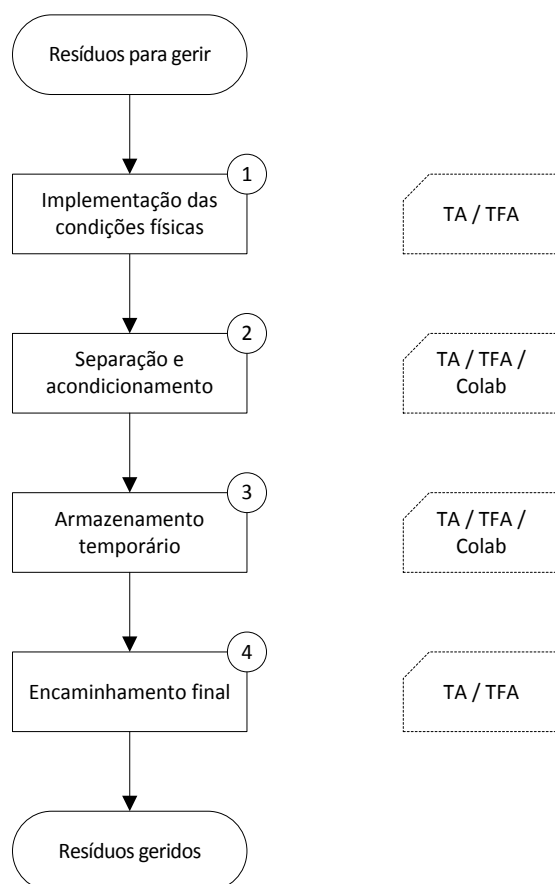 Resíduos para gerir
1
Implementação das
condições físicas
TA / TFA
2
Separação e
acondicionamento
TA / TFA /
Colab
3
Armazenamento
temporário
TA / TFA /
Colab
4
Encaminhamento final
TA / TFA
Resíduos geridos